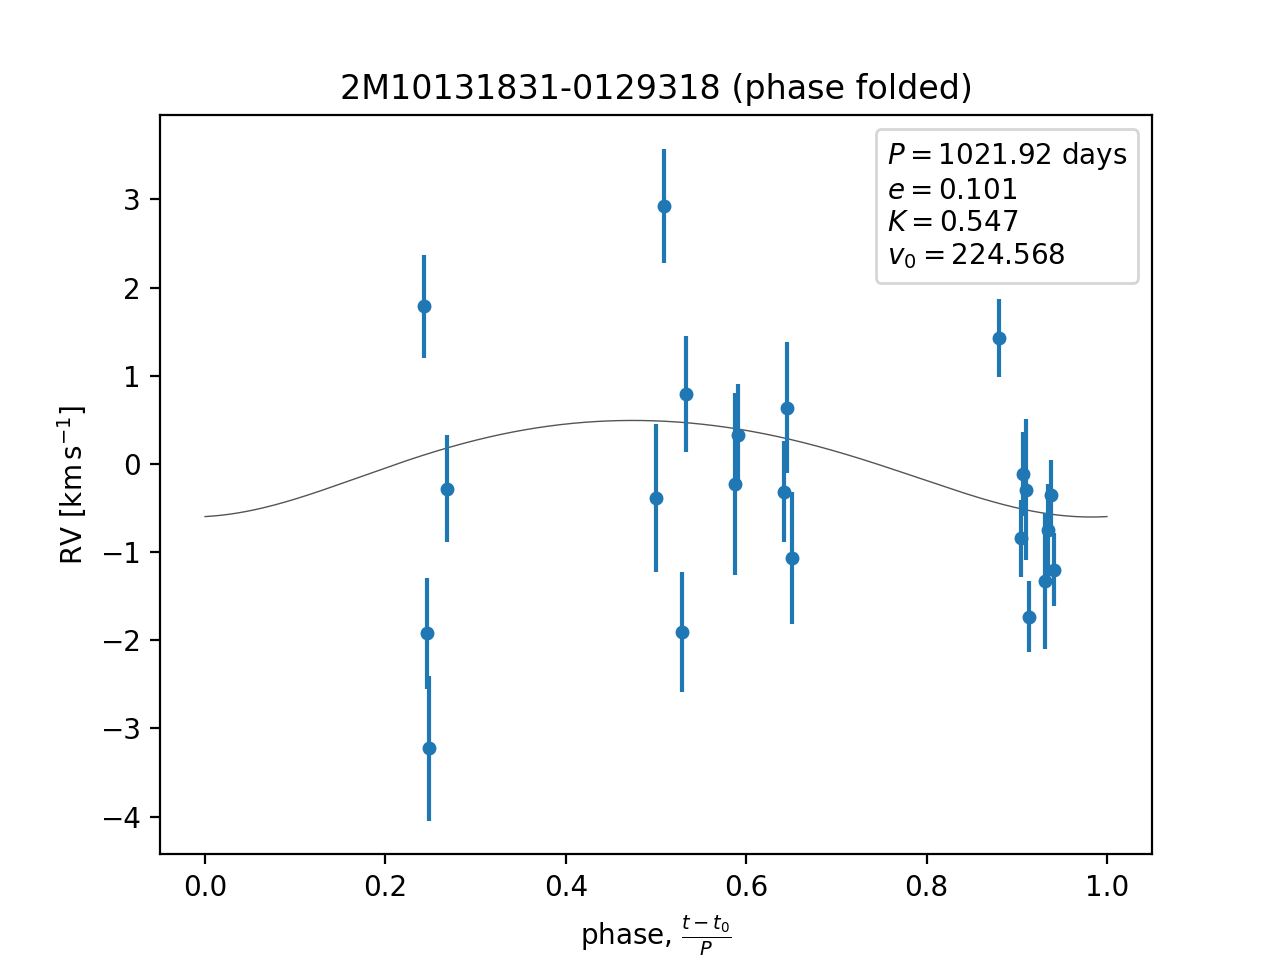 2M10131831-0129318 (phase folded)
P = 1021.92 days
e = 0.101
K = 0.547
v₀ = 224.568
3
2
1
0
−1
−2
−3
−4
RV [km s⁻¹]
0.0 0.2 0.4 0.6 0.8 1.0
phase, (t − t₀)/P